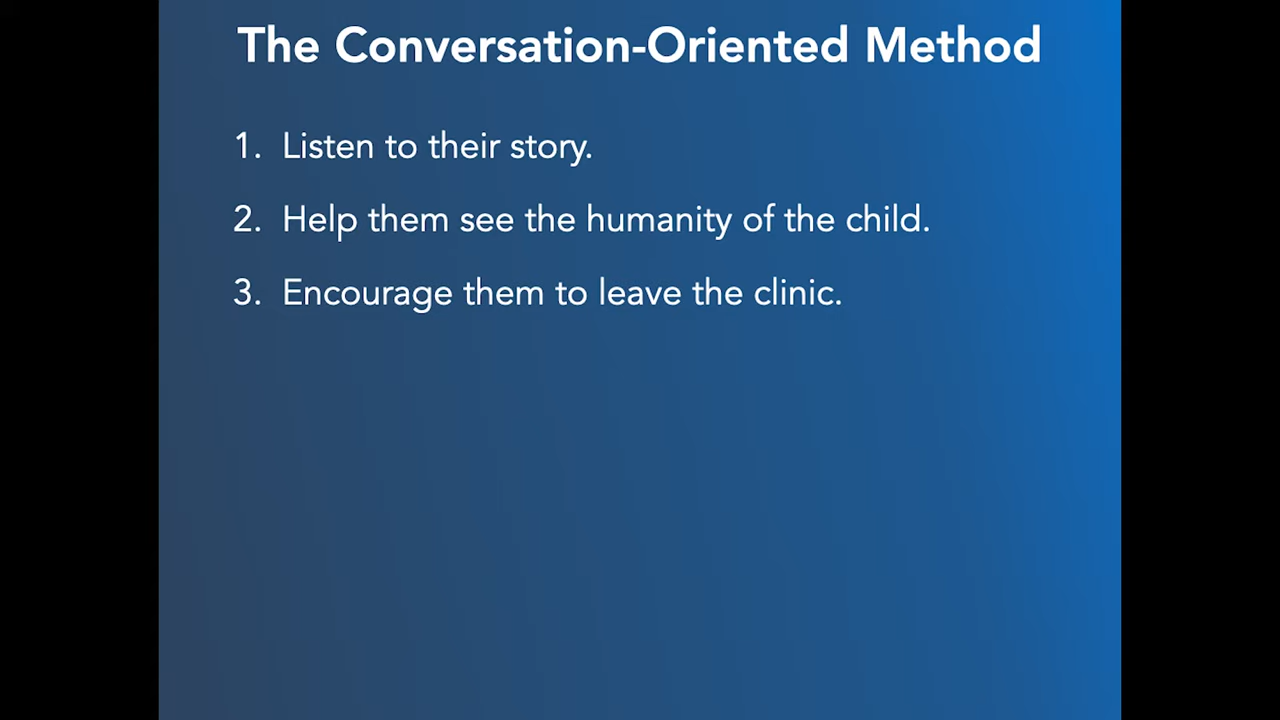 The Conversation-Oriented Method
1. Listen to their story.
2. Help them see the humanity of the child.
3. Encourage them to leave the clinic.